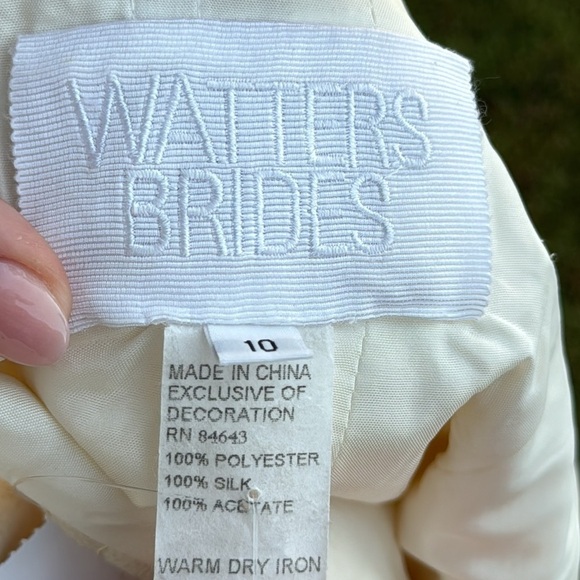 WATTERS
BRIDES
10
MADE IN CHINA
EXCLUSIVE OF
DECORATION
RN 84643
100% POLYESTER
100% SILK
100% ACETATE
WARM DRY IRON